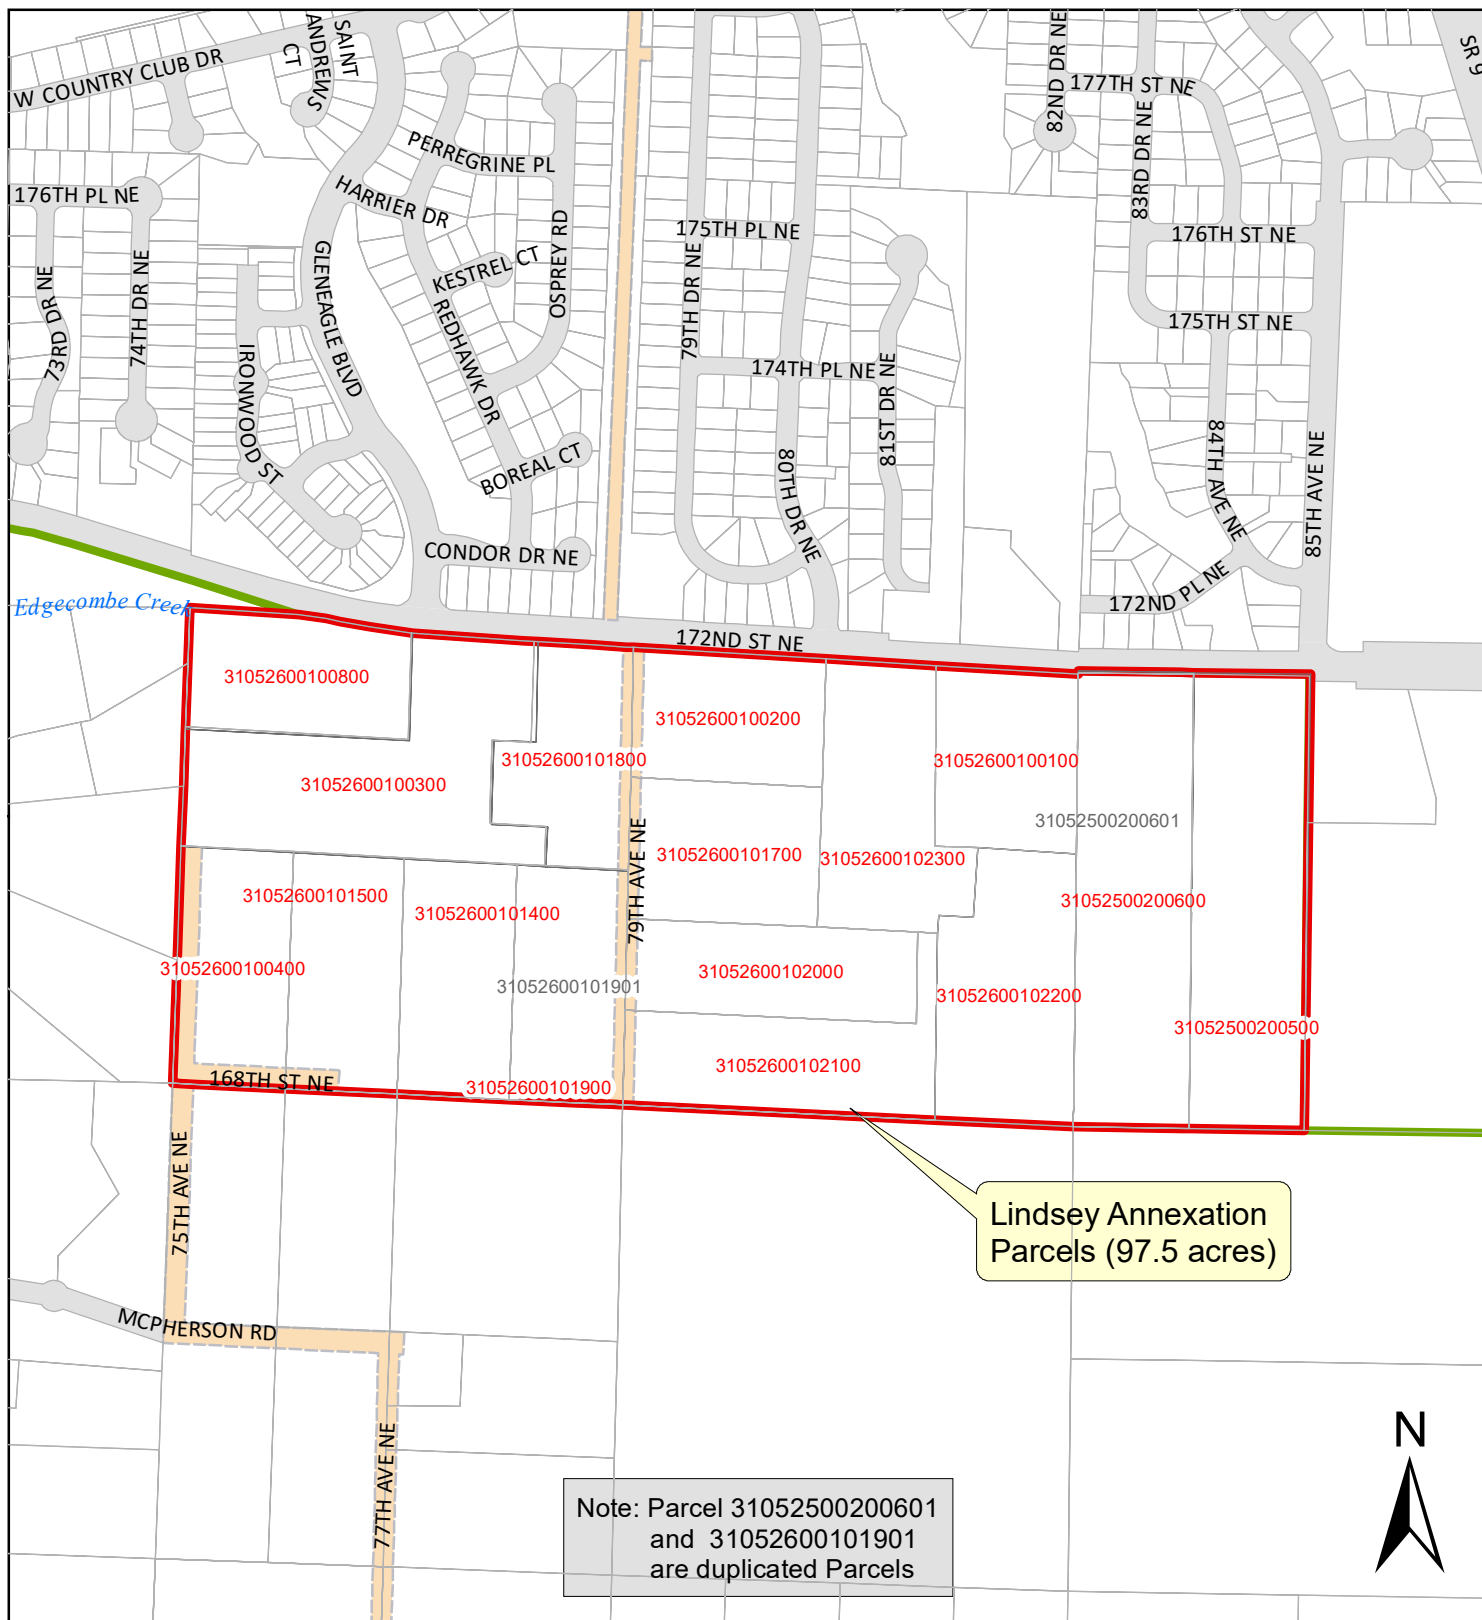 W COUNTRY CLUB DR
SAINT
ANDREWS
CT
82ND DR NE
SR 9
177TH ST NE
PERREGRINE PL
83RD DR NE
176TH PL NE
HARRIER DR
175TH PL NE
176TH ST NE
OSPREY RD
KESTREL CT
73RD DR NE
74TH DR NE
GLENEAGLE BLVD
79TH DR NE
175TH ST NE
IRONWOOD ST
REDHAWK DR
174TH PL NE
81ST DR NE
84TH AVE NE
85TH AVE NE
BOREAL CT
80TH DR NE
CONDOR DR NE
172ND PL NE
Edgecombe Creek
172ND ST NE
31052600100800
31052600100200
31052600101800
31052600100100
31052600100300
31052500200601
79TH AVE NE
31052600101700
31052600102300
31052600101500
31052600101400
31052500200600
31052600100400
31052600102000
31052600101901
31052600102200
31052500200500
31052600102100
168TH ST NE
31052600101900
75TH AVE NE
Lindsey Annexation
Parcels (97.5 acres)
MCPHERSON RD
77TH AVE NE
N
Note: Parcel 31052500200601
and 31052600101901
are duplicated Parcels